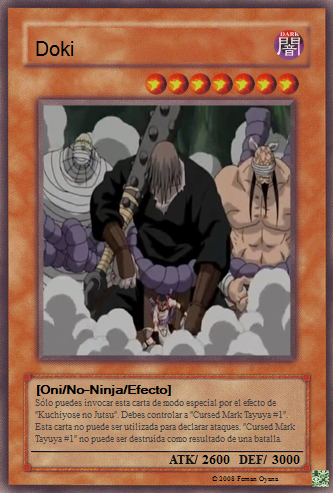 Doki
DARK
闇
[Oni/No-Ninja/Efecto]
Sólo puedes invocar esta carta de modo especial por el efecto de
"Kuchiyose no Jutsu". Debes controlar a "Cursed Mark Tayuya #1".
Esta carta no puede ser utilizada para declarar ataques. "Cursed Mark
Tayuya #1" no puede ser destruida como resultado de una batalla.
ATK/ 2600 DEF/ 3000
©2008 Ferran Oyana